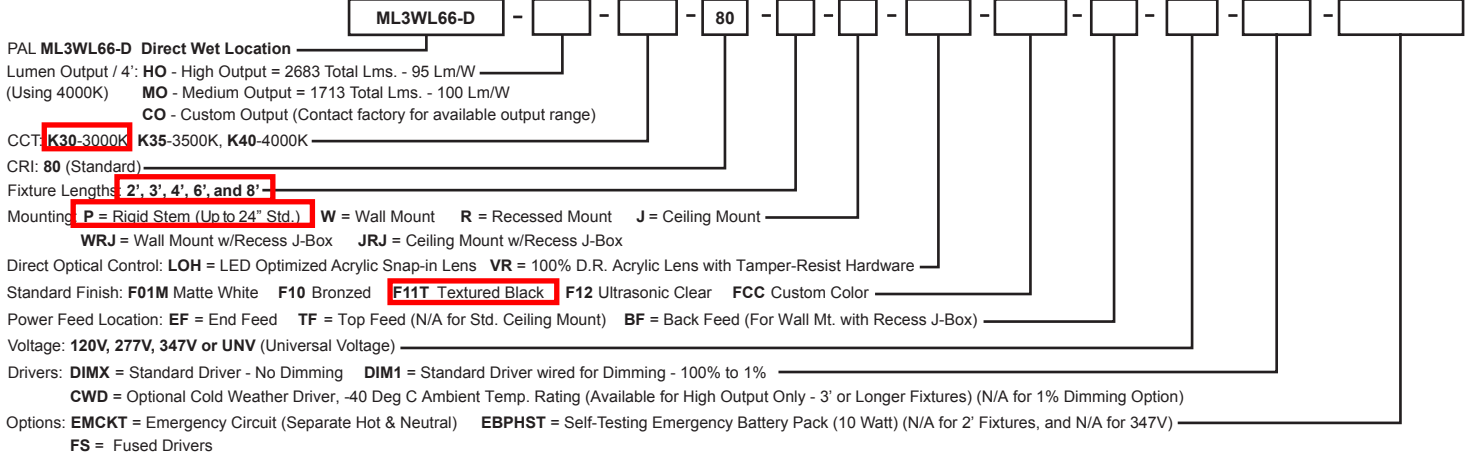 ML3WL66-D - - - 80 - - - - - - - -
PAL ML3WL66-D Direct Wet Location
Lumen Output / 4': HO - High Output = 2683 Total Lms. - 95 Lm/W
(Using 4000K) MO - Medium Output = 1713 Total Lms. - 100 Lm/W
CO - Custom Output (Contact factory for available output range)
CCT: K30-3000K, K35-3500K, K40-4000K
CRI: 80 (Standard)
Fixture Lengths: 2', 3', 4', 6', and 8'
Mounting: P = Rigid Stem (Up to 24" Std.) W = Wall Mount R = Recessed Mount J = Ceiling Mount
WRJ = Wall Mount w/Recess J-Box JRJ = Ceiling Mount w/Recess J-Box
Direct Optical Control: LOH = LED Optimized Acrylic Snap-in Lens VR = 100% D.R. Acrylic Lens with Tamper-Resist Hardware
Standard Finish: F01M Matte White F10 Bronzed F11T Textured Black F12 Ultrasonic Clear FCC Custom Color
Power Feed Location: EF = End Feed TF = Top Feed (N/A for Std. Ceiling Mount) BF = Back Feed (For Wall Mt. with Recess J-Box)
Voltage: 120V, 277V, 347V or UNV (Universal Voltage)
Drivers: DIMX = Standard Driver - No Dimming DIM1 = Standard Driver wired for Dimming - 100% to 1%
CWD = Optional Cold Weather Driver, -40 Deg C Ambient Temp. Rating (Available for High Output Only - 3' or Longer Fixtures) (N/A for 1% Dimming Option)
Options: EMCKT = Emergency Circuit (Separate Hot & Neutral) EBPHST = Self-Testing Emergency Battery Pack (10 Watt) (N/A for 2' Fixtures, and N/A for 347V)
FS = Fused Drivers